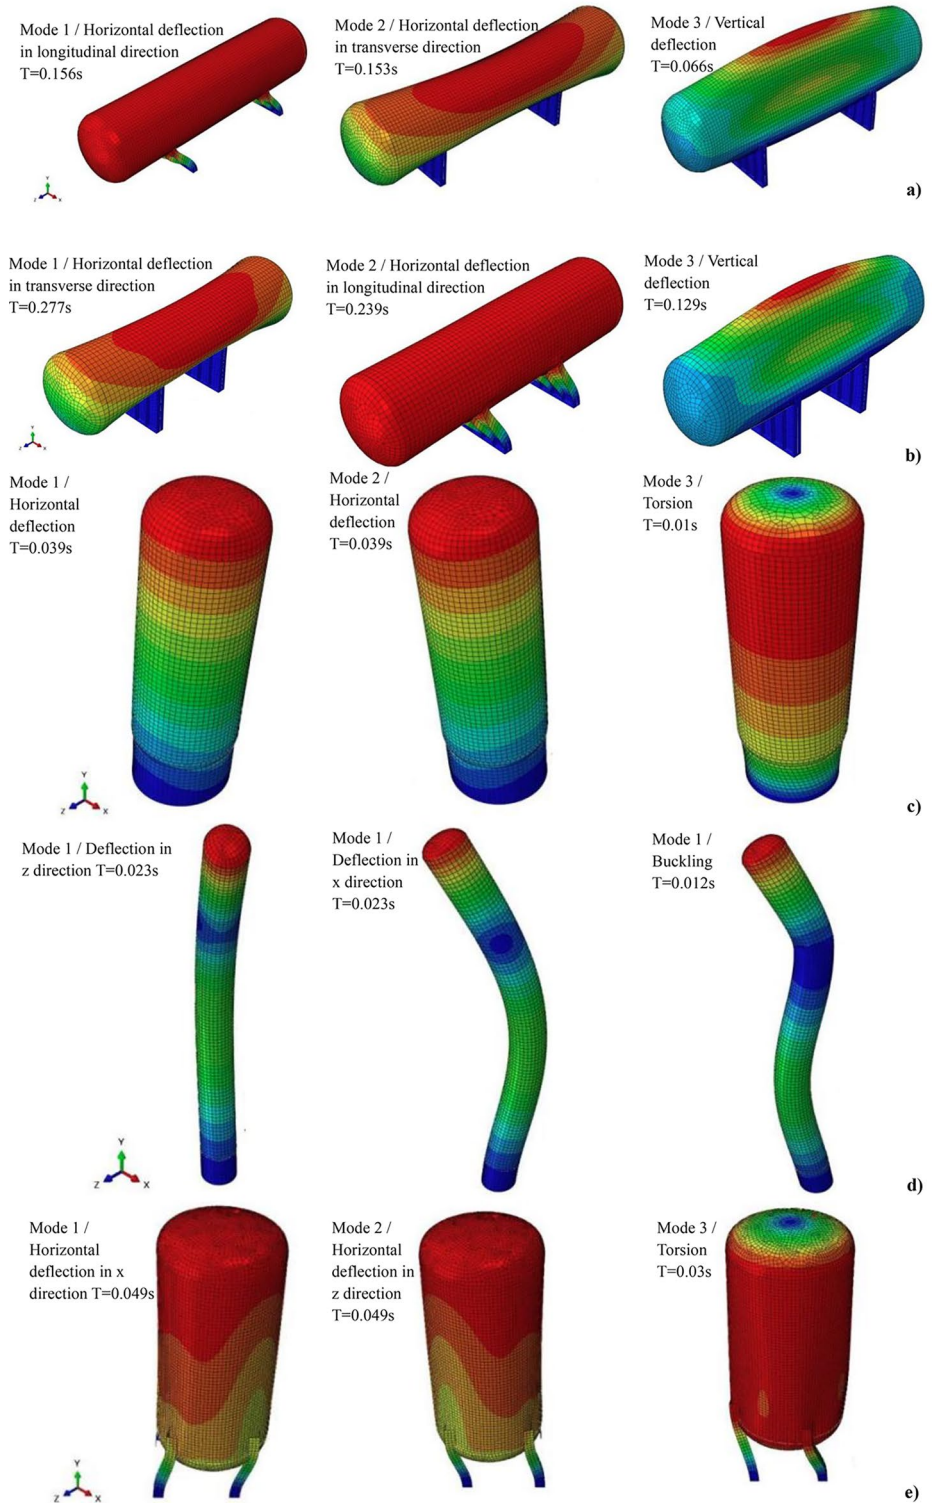 Mode 1 / Horizontal deflection
in longitudinal direction
T=0.156s
Mode 2 / Horizontal deflection
in transverse direction
T=0.153s
Mode 3 / Vertical
deflection
T=0.066s
Y
Z
X
a)
Mode 1 / Horizontal deflection
in transverse direction
T=0.277s
Mode 2 / Horizontal deflection
in longitudinal direction
T=0.239s
Mode 3 / Vertical
deflection
T=0.129s
Y
Z
X
b)
Mode 1 /
Horizontal
deflection
T=0.039s
Mode 2 /
Horizontal
deflection
T=0.039s
Mode 3 /
Torsion
T=0.01s
Y
Z
X
c)
Mode 1 / Deflection in
z direction T=0.023s
Mode 1 /
Deflection in
x direction
T=0.023s
Mode 1 /
Buckling
T=0.012s
Y
Z
X
d)
Mode 1 /
Horizontal
deflection in x
direction T=0.049s
Mode 2 /
Horizontal
deflection in
z direction
T=0.049s
Mode 3 /
Torsion
T=0.03s
Y
Z
X
e)